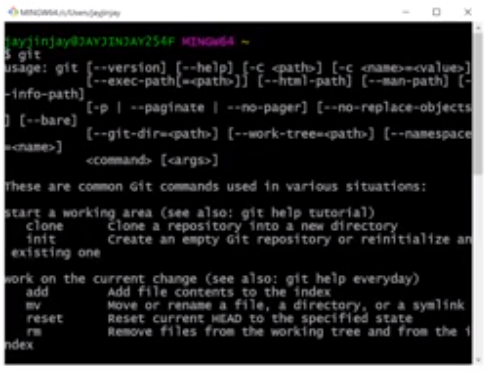 MINGW64:/c/Users/jayjinjay
jayjinjay@JAYJINJAY254F MINGW64 ~
$ git
usage: git [--version] [--help] [-C <path>] [-c <name>=<value>]
[--exec-path[=<path>]] [--html-path] [--man-path] [-
-info-path]
[-p | --paginate | --no-pager] [--no-replace-objects
] [--bare]
[--git-dir=<path>] [--work-tree=<path>] [--namespace
=<name>]
<command> [<args>]
These are common Git commands used in various situations:
start a working area (see also: git help tutorial)
clone Clone a repository into a new directory
init Create an empty Git repository or reinitialize an
existing one
work on the current change (see also: git help everyday)
add Add file contents to the index
mv Move or rename a file, a directory, or a symlink
reset Reset current HEAD to the specified state
rm Remove files from the working tree and from the i
ndex